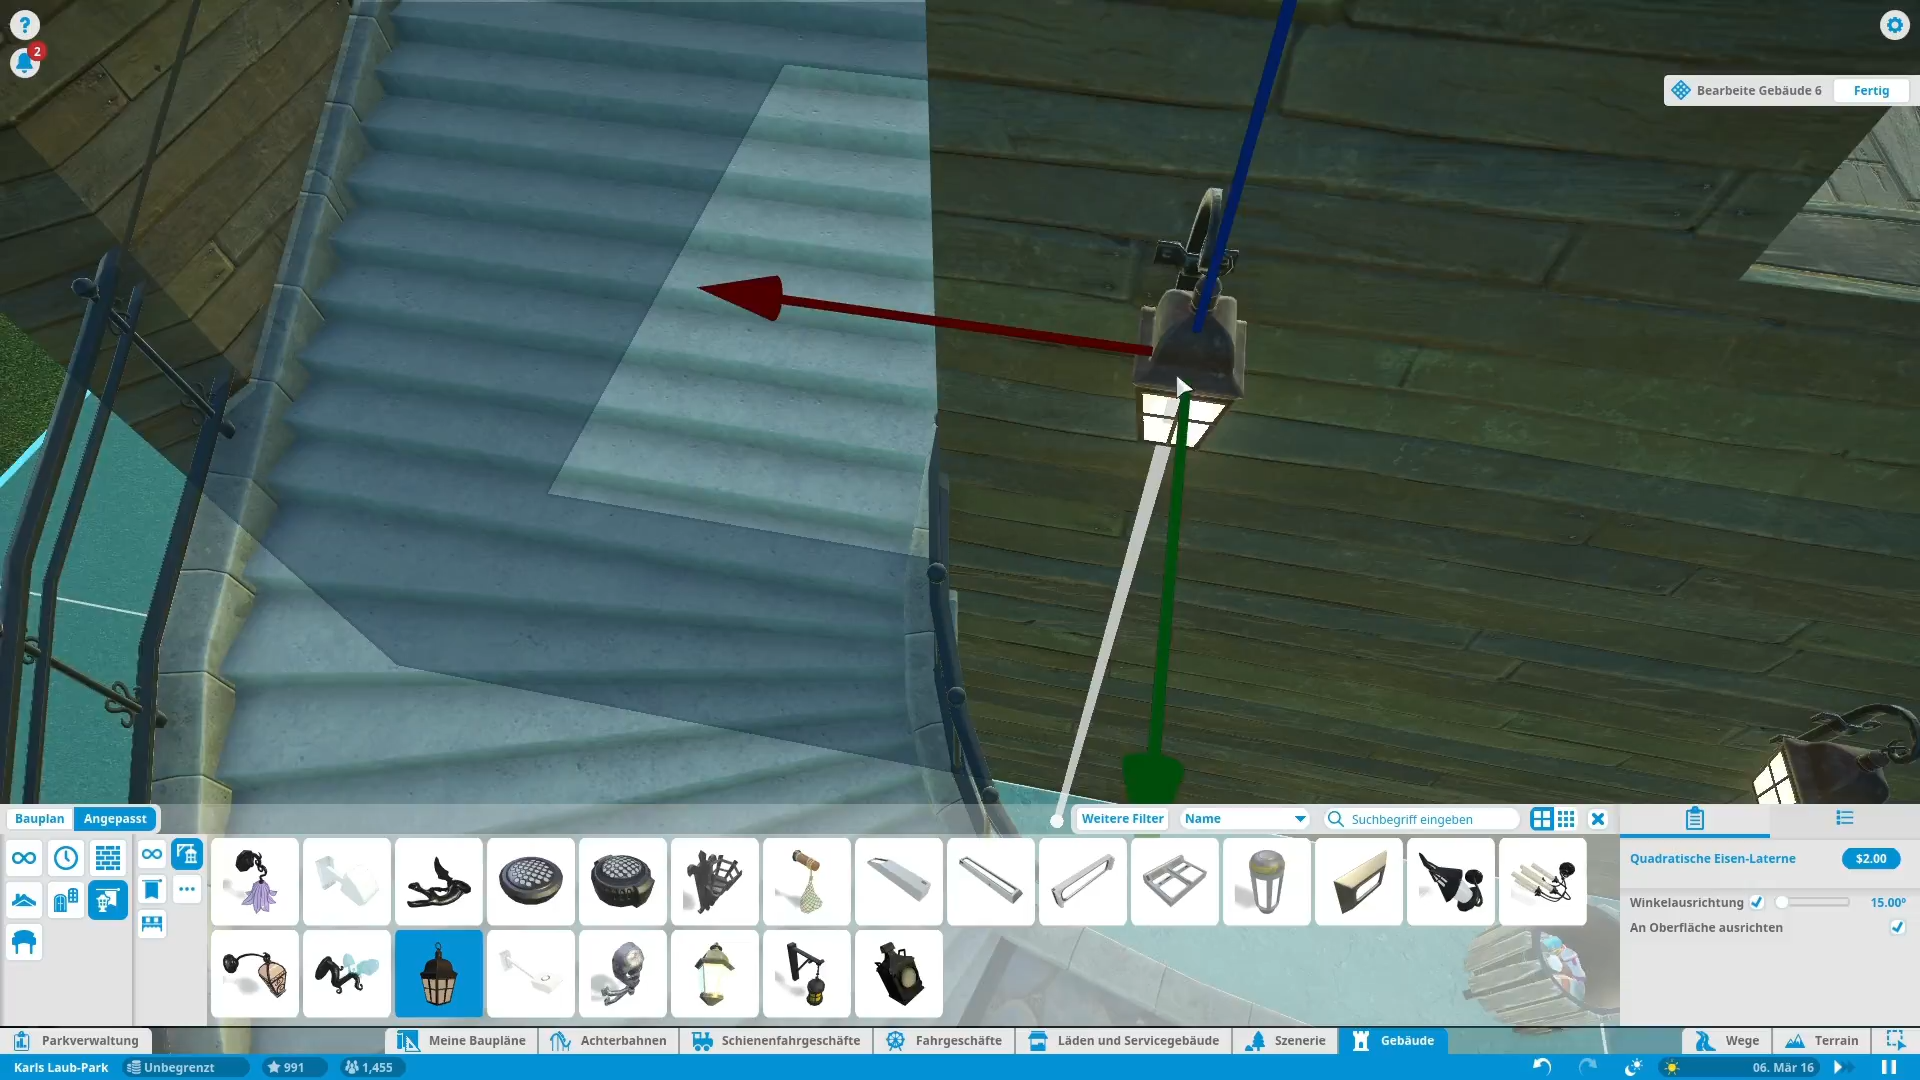 ?
2
Bearbeite Gebäude 6
Fertig
Bauplan
Angepasst
Weitere Filter
Name
Suchbegriff eingeben
Quadratische Eisen-Laterne
$2.00
Winkelausrichtung
15.00°
An Oberfläche ausrichten
Parkverwaltung
Meine Baupläne
Achterbahnen
Schienenfahrgeschäfte
Fahrgeschäfte
Läden und Servicegebäude
Szenerie
Gebäude
Wege
Terrain
Karls Laub-Park
Unbegrenzt
991
1,455
06. Mär 16